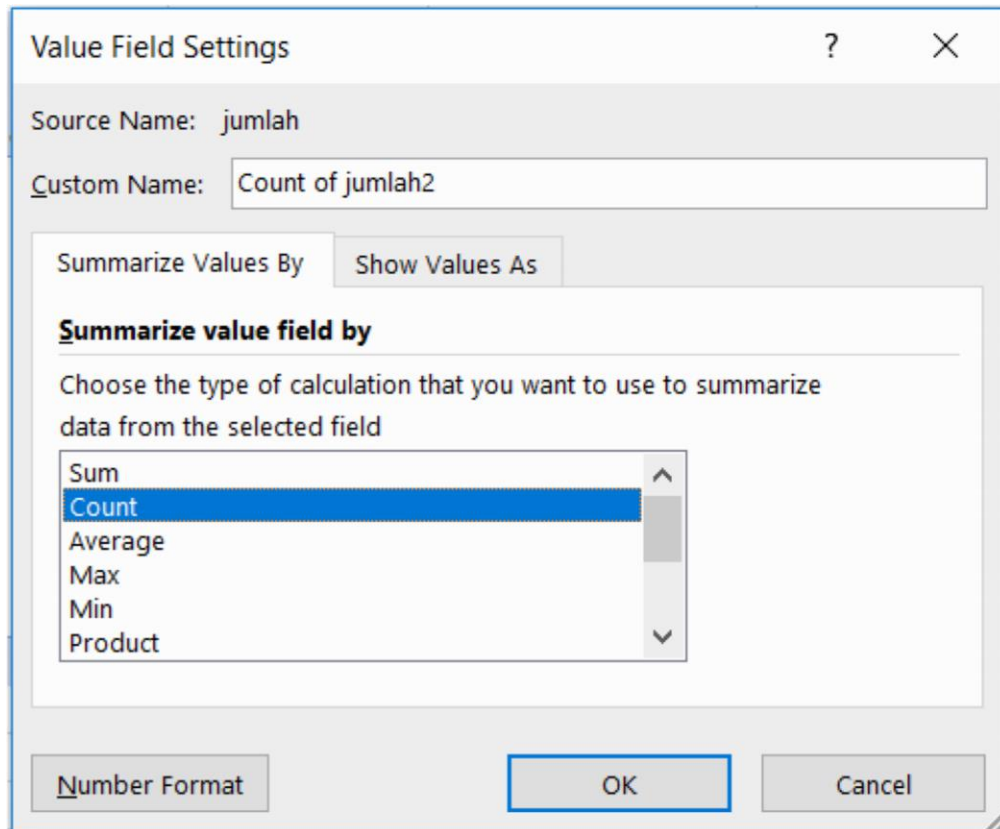 Value Field Settings ?
Source Name: jumlah
Custom Name: Count of jumlah2
Summarize Values By Show Values As
Summarize value field by
Choose the type of calculation that you want to use to summarize
data from the selected field
Sum
Count
Average
Max
Min
Product
Number Format OK Cancel